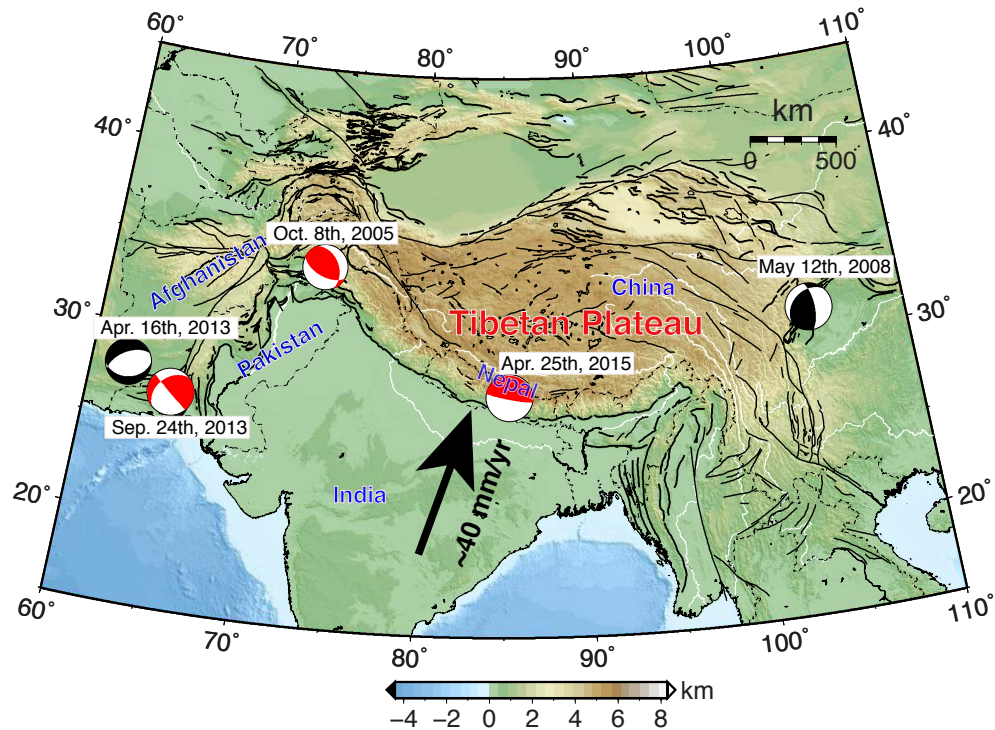 60° 70° 80° 90° 100° 110°
40° 40°
km
0 500
Oct. 8th, 2005
Afghanistan
May 12th, 2008
China
30° 30°
Tibetan Plateau
Apr. 16th, 2013
Pakistan
Apr. 25th, 2015
Nepal
Sep. 24th, 2013
~40 mm/yr
India
20° 20°
60° 70° 80° 90° 100° 110°
km
−4 −2 0 2 4 6 8